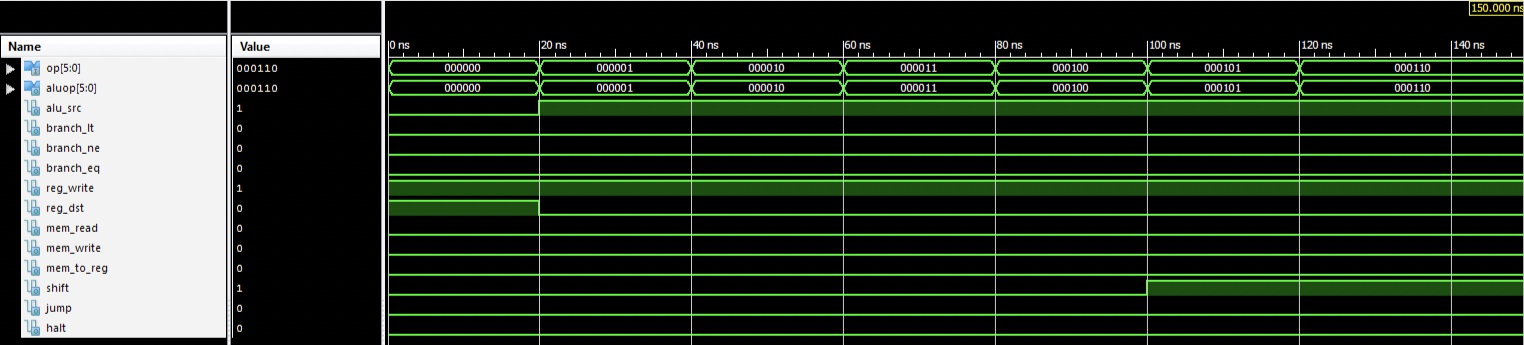 150.000 ns
Name Value 0 ns 20 ns 40 ns 60 ns 80 ns 100 ns 120 ns 140 ns
op[5:0] 000110 000000 000001 000010 000011 000100 000101 000110
aluop[5:0] 000110 000000 000001 000010 000011 000100 000101 000110
alu_src 1
branch_lt 0
branch_ne 0
branch_eq 0
reg_write 1
reg_dst 0
mem_read 0
mem_write 0
mem_to_reg 0
shift 1
jump 0
halt 0